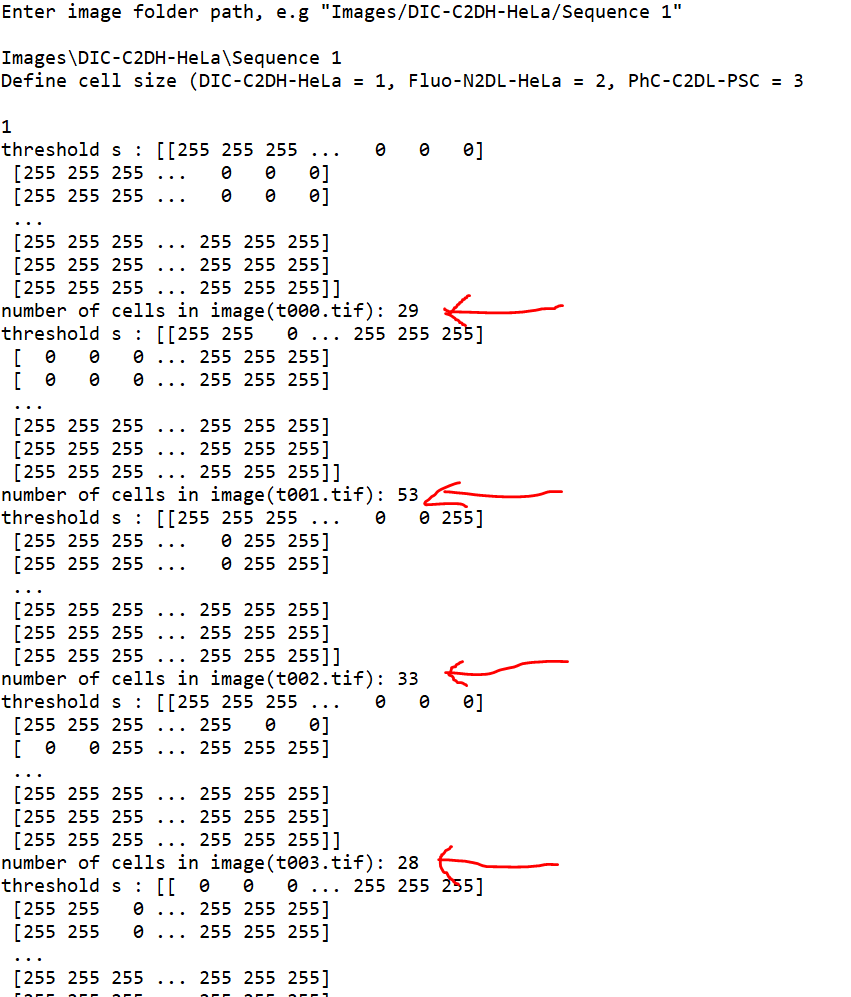 Enter image folder path, e.g "Images/DIC-C2DH-HeLa/Sequence 1"
Images\DIC-C2DH-HeLa\Sequence 1
Define cell size (DIC-C2DH-HeLa = 1, Fluo-N2DL-HeLa = 2, PhC-C2DL-PSC = 3
1
threshold s : [[255 255 255 ...   0   0   0]
 [255 255 255 ...   0   0   0]
 [255 255 255 ...   0   0   0]
 ...
 [255 255 255 ... 255 255 255]
 [255 255 255 ... 255 255 255]
 [255 255 255 ... 255 255 255]]
number of cells in image(t000.tif): 29
threshold s : [[255 255   0 ... 255 255 255]
 [  0   0   0 ... 255 255 255]
 [  0   0   0 ... 255 255 255]
 ...
 [255 255 255 ... 255 255 255]
 [255 255 255 ... 255 255 255]
 [255 255 255 ... 255 255 255]]
number of cells in image(t001.tif): 53
threshold s : [[255 255 255 ...   0   0 255]
 [255 255 255 ...   0 255 255]
 [255 255 255 ...   0 255 255]
 ...
 [255 255 255 ... 255 255 255]
 [255 255 255 ... 255 255 255]
 [255 255 255 ... 255 255 255]]
number of cells in image(t002.tif): 33
threshold s : [[255 255 255 ...   0   0   0]
 [255 255 255 ... 255   0   0]
 [  0   0 255 ... 255 255 255]
 ...
 [255 255 255 ... 255 255 255]
 [255 255 255 ... 255 255 255]
 [255 255 255 ... 255 255 255]]
number of cells in image(t003.tif): 28
threshold s : [[  0   0   0 ... 255 255 255]
 [255 255   0 ... 255 255 255]
 [255 255   0 ... 255 255 255]
 ...
 [255 255 255 ... 255 255 255]